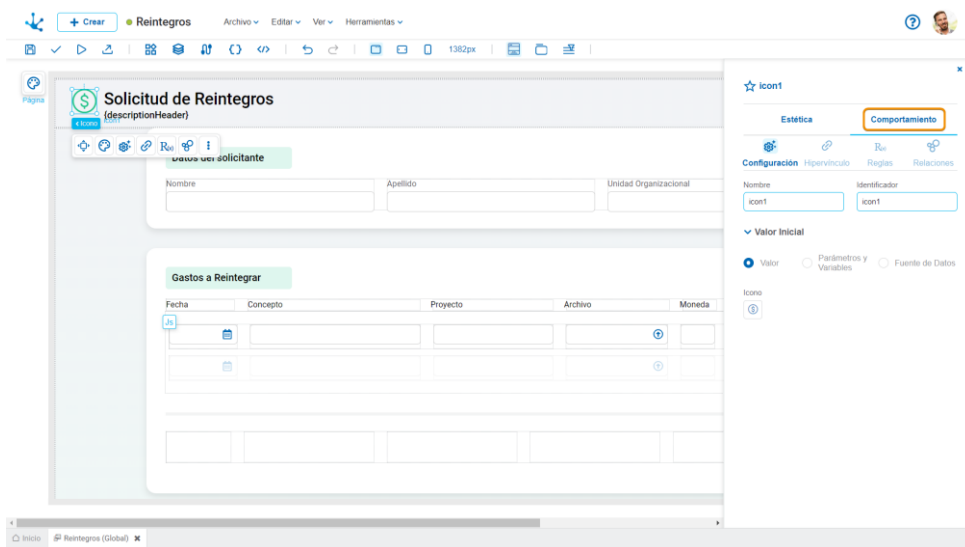 Crear
Reintegros
Archivo Editar Ver Herramientas
1382px
Página
Solicitud de Reintegros
{descriptionHeader}
Icono
icon1
Datos del solicitante
Nombre Apellido Unidad Organizacional
Gastos a Reintegrar
Fecha Concepto Proyecto Archivo Moneda
Js
icon1
Estética Comportamiento
Configuración Hipervínculo Reglas Relaciones
Nombre Identificador
icon1 icon1
Valor Inicial
Valor Parámetros y Variables Fuente de Datos
Icono
Inicio Reintegros (Global)